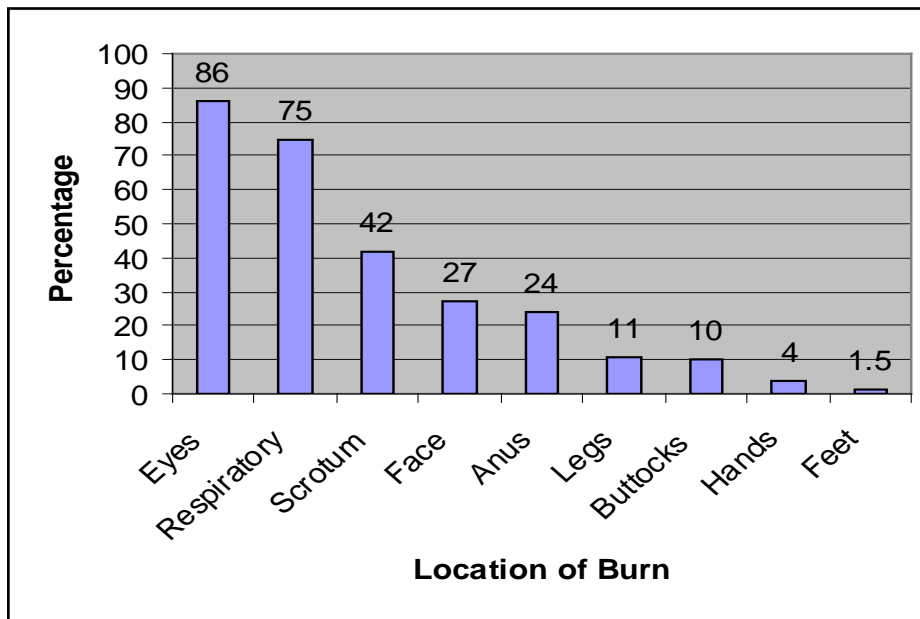 Percentage
100
90
80
70
60
50
40
30
20
10
0
86
75
42
27
24
11
10
4
1.5
Eyes
Respiratory
Scrotum
Face
Anus
Legs
Buttocks
Hands
Feet
Location of Burn